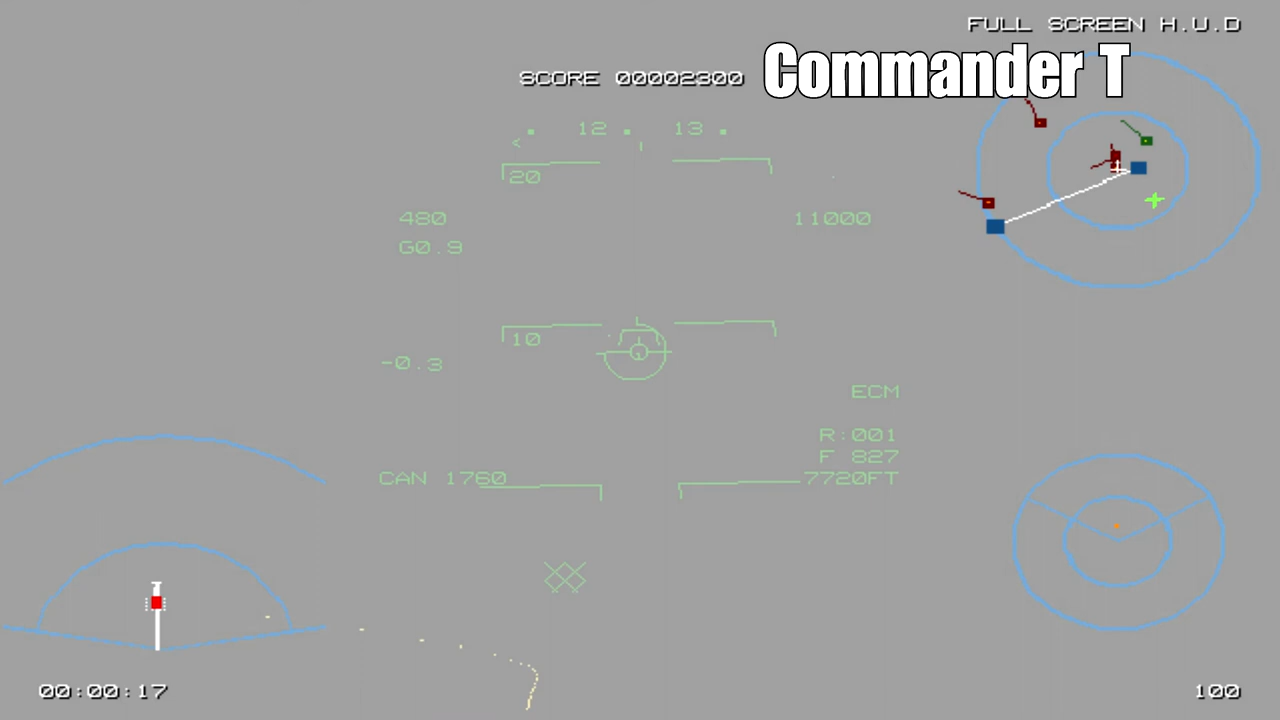 FULL SCREEN H.U.D
Commander T
SCORE 00002300
< 12 13
20
480
11000
G0.9
10
-0.3
ECM
R:001
F 827
CAN 1760
7720FT
00:00:17
100